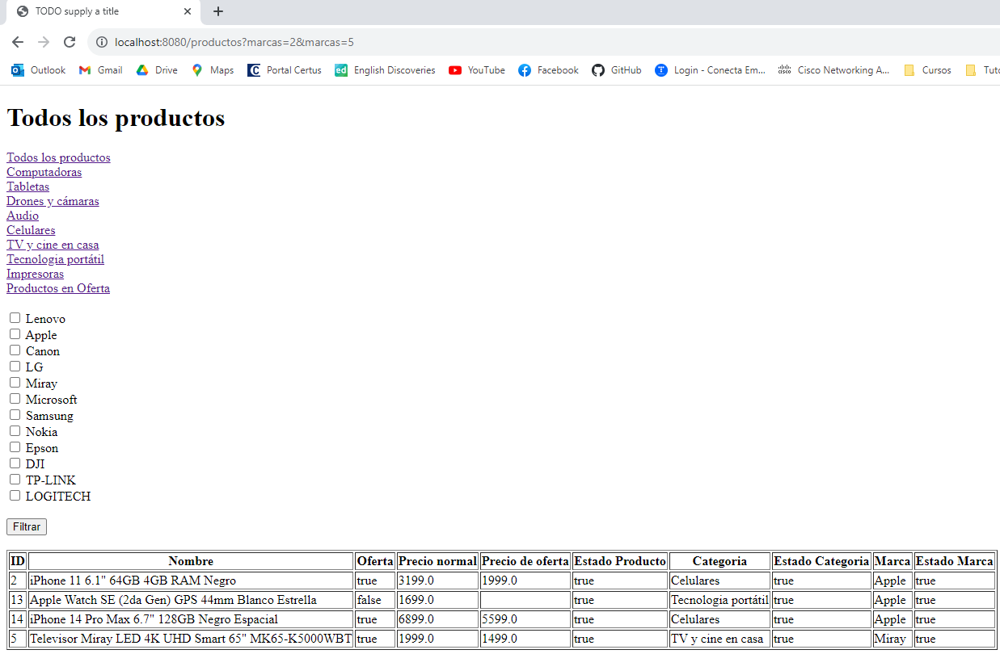 TODO supply a title
localhost:8080/productos?marcas=2&marcas=5
Outlook Gmail Drive Maps C Portal Certus ed English Discoveries YouTube Facebook GitHub T Login - Conecta Em... cisco Cisco Networking A... Cursos Tuto
Todos los productos
Todos los productos
Computadoras
Tabletas
Drones y cámaras
Audio
Celulares
TV y cine en casa
Tecnologia portátil
Impresoras
Productos en Oferta
Lenovo
Apple
Canon
LG
Miray
Microsoft
Samsung
Nokia
Epson
DJI
TP-LINK
LOGITECH
Filtrar
ID Nombre Oferta Precio normal Precio de oferta Estado Producto Categoria Estado Categoria Marca Estado Marca
2 iPhone 11 6.1" 64GB 4GB RAM Negro true 3199.0 1999.0 true Celulares true Apple true
13 Apple Watch SE (2da Gen) GPS 44mm Blanco Estrella false 1699.0 true Tecnologia portátil true Apple true
14 iPhone 14 Pro Max 6.7" 128GB Negro Espacial true 6899.0 5599.0 true Celulares true Apple true
5 Televisor Miray LED 4K UHD Smart 65" MK65-K5000WBT true 1999.0 1499.0 true TV y cine en casa true Miray true